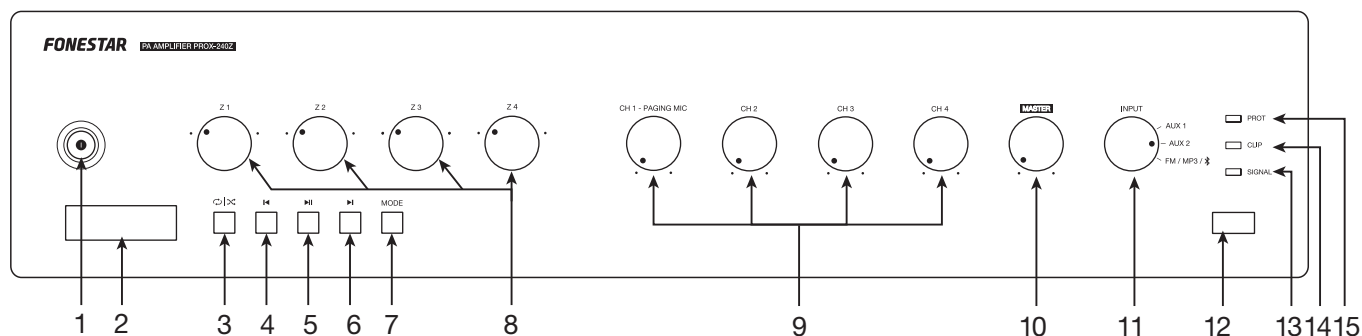 FONESTAR PA AMPLIFIER PROX-240Z
Z 1 Z 2 Z 3 Z 4 CH 1 - PAGING MIC CH 2 CH 3 CH 4 MASTER INPUT
AUX 1
AUX 2
FM / MP3 /
PROT
CLIP
SIGNAL
MODE
1 2 3 4 5 6 7 8 9 10 11 12 13 14 15